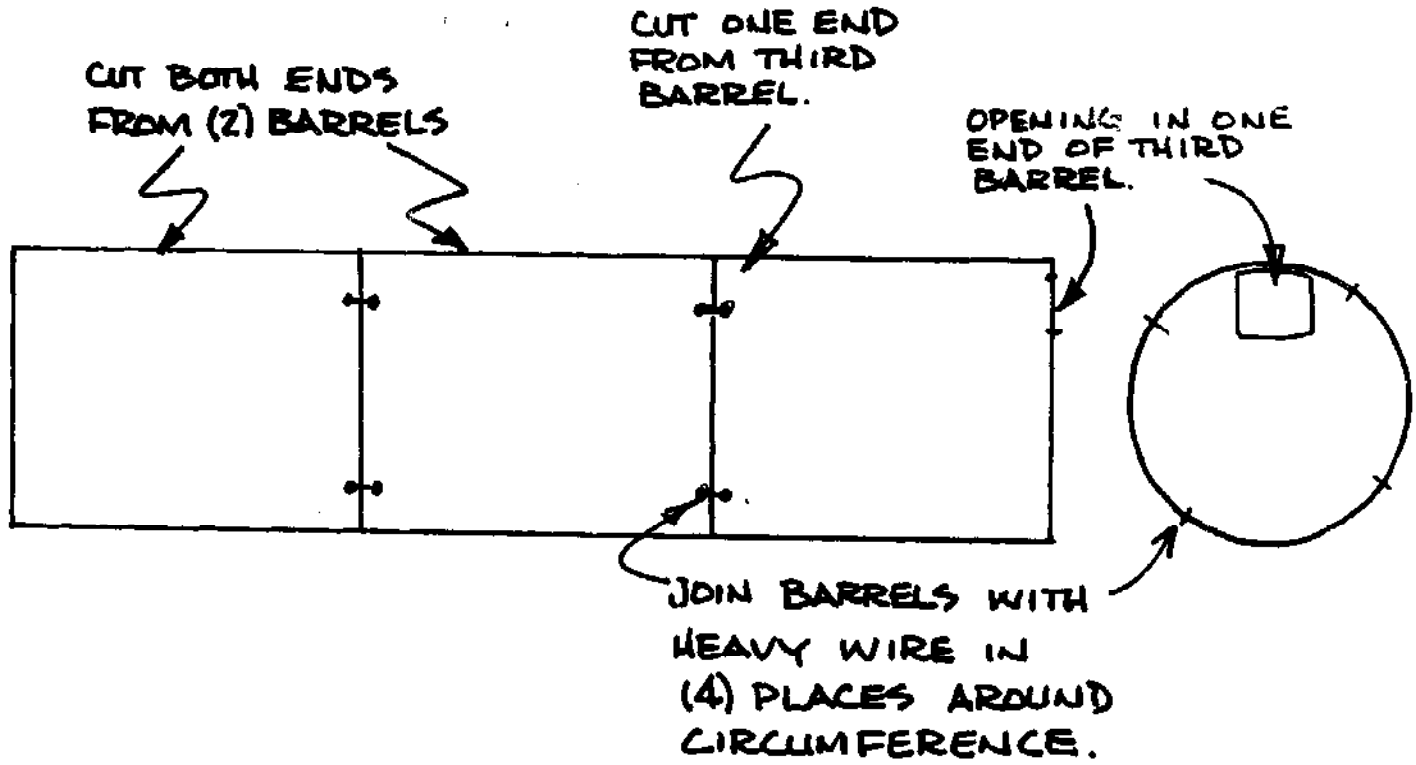 CUT BOTH ENDS
FROM (2) BARRELS
CUT ONE END
FROM THIRD
BARREL.
OPENING IN ONE
END OF THIRD
BARREL.
JOIN BARRELS WITH
HEAVY WIRE IN
(4) PLACES AROUND
CIRCUMFERENCE.